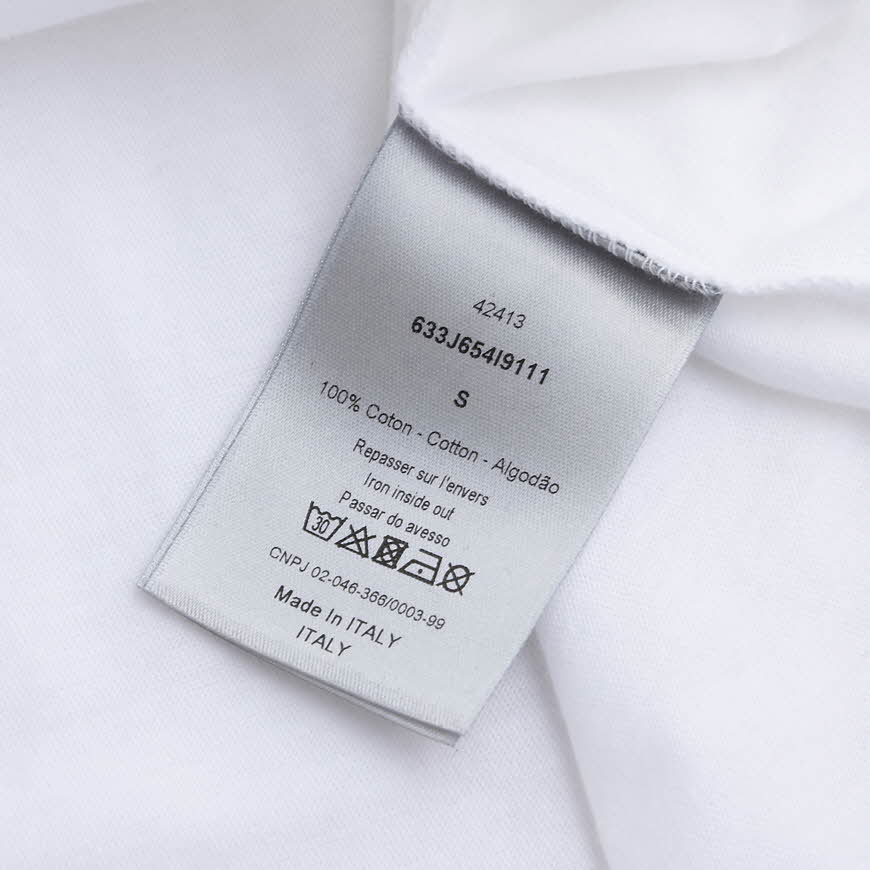 42413
633J654I9111
S
100% Coton - Cotton - Algodão
Repasser sur l'envers
Iron inside out
Passar do avesso
30
CNPJ 02-046-366/0003-99
Made In ITALY
ITALY